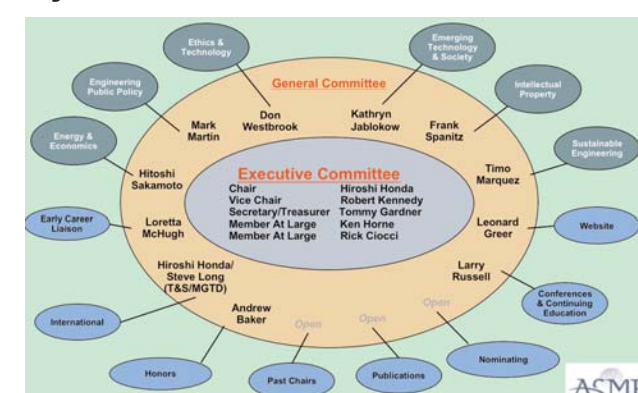 Ethics &
Technology
Emerging
Technology
& Society
Engineering
Public Policy
General Committee
Intellectual
Property
Don
Westbrook
Kathryn
Jablokow
Mark
Martin
Frank
Spanitz
Energy &
Economics
Sustainable
Engineering
Hitoshi
Sakamoto
Executive Committee
Timo
Marquez
Chair Hiroshi Honda
Vice Chair Robert Kennedy
Secretary/Treasurer Tommy Gardner
Member At Large Ken Horne
Member At Large Rick Ciocci
Early Career
Liaison
Loretta
McHugh
Leonard
Greer
Website
Hiroshi Honda/
Steve Long
(T&S/MGTD)
Larry
Russell
Andrew
Baker
Open
Open
Open
Conferences
& Continuing
Education
International
Honors
Past Chairs
Publications
Nominating
ASME